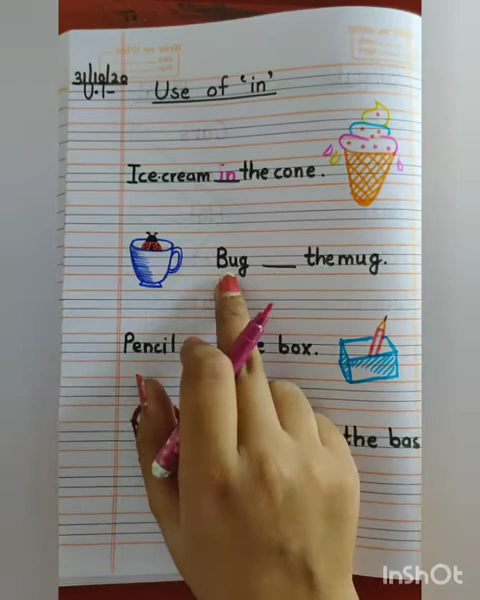 31/10/20
Use of 'in'
Ice-cream in the cone.
Bug __ the mug.
Pencil box.
the bas
InShOt